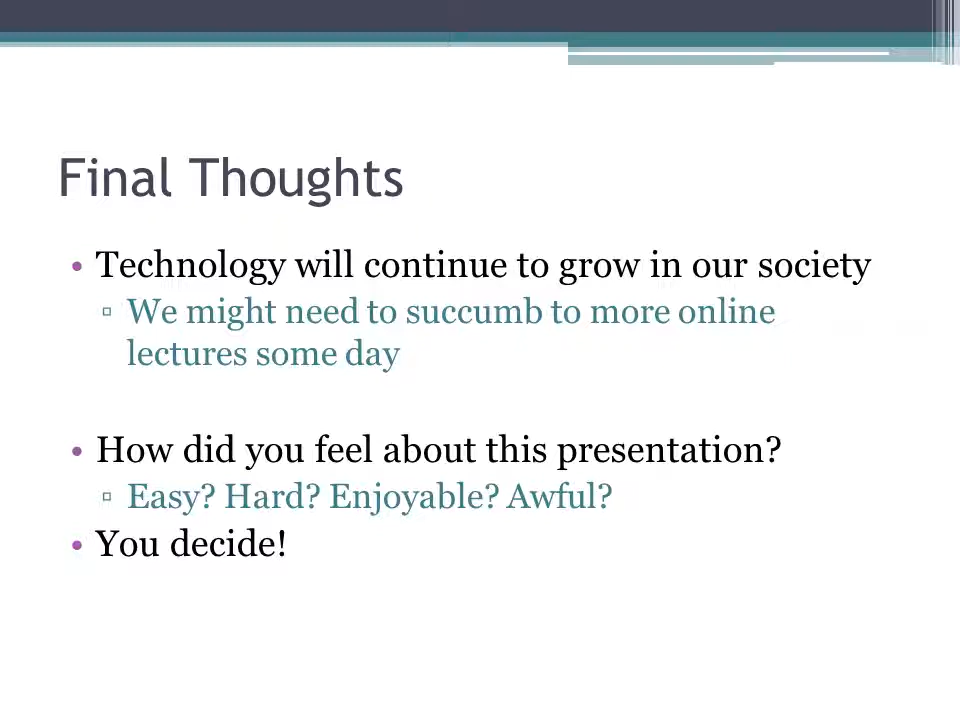 Final Thoughts
• Technology will continue to grow in our society
▫ We might need to succumb to more online
lectures some day
• How did you feel about this presentation?
▫ Easy? Hard? Enjoyable? Awful?
• You decide!